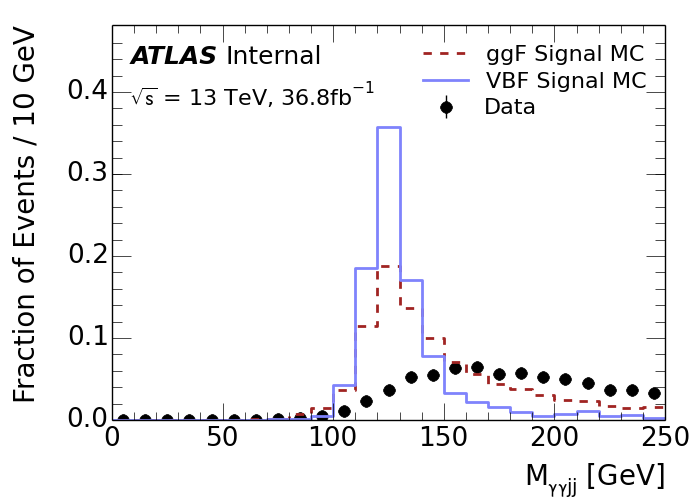 ATLAS Internal
√s = 13 TeV, 36.8fb⁻¹
ggF Signal MC
VBF Signal MC
Data
Fraction of Events / 10 GeV
0.4
0.3
0.2
0.1
0.0
0 50 100 150 200 250
Mγγjj [GeV]